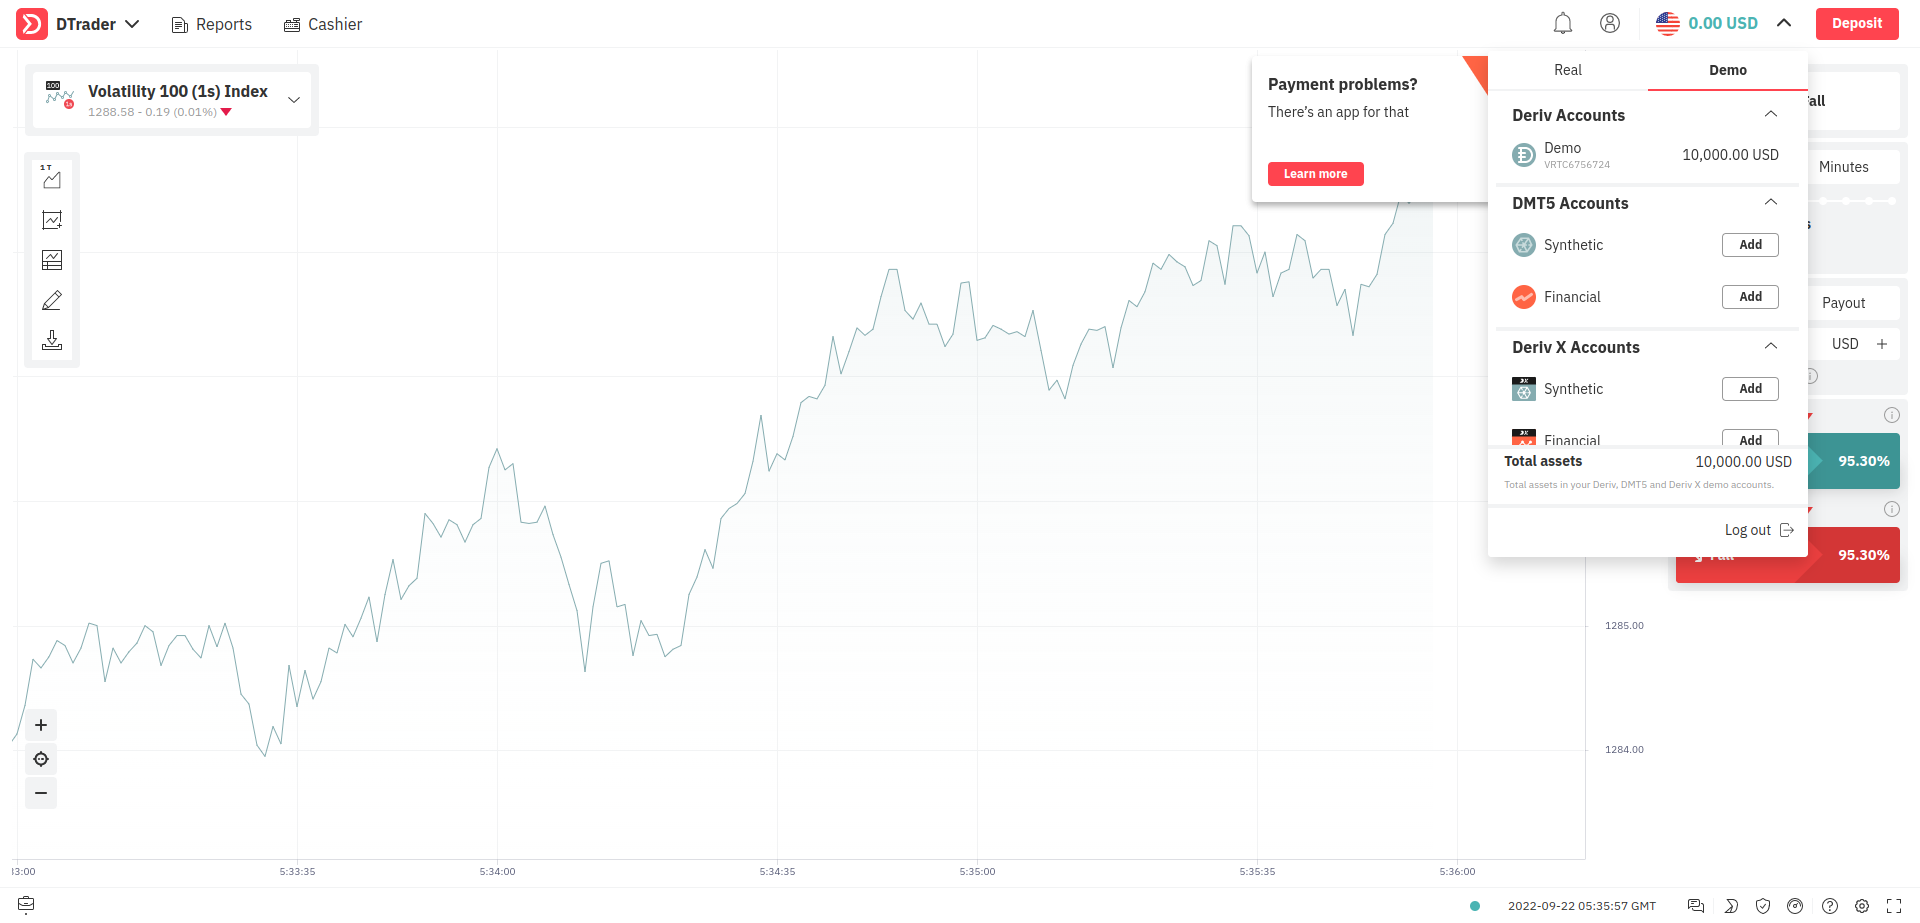 DTrader
Reports
Cashier
0.00 USD
Deposit
100
1s
Volatility 100 (1s) Index
1288.58 - 0.19 (0.01%)
1T
Payment problems?
There's an app for that
Learn more
Real
Demo
Deriv Accounts
Demo
VRTC6756724
10,000.00 USD
DMT5 Accounts
Synthetic
Add
Financial
Add
Deriv X Accounts
Synthetic
Add
Financial
Add
Total assets
10,000.00 USD
Total assets in your Deriv, DMT5 and Deriv X demo accounts.
Log out
Minutes
Payout
USD +
95.30%
95.30%
1285.00
1284.00
5:33:35
5:34:00
5:34:35
5:35:00
5:35:35
5:36:00
2022-09-22 05:35:57 GMT